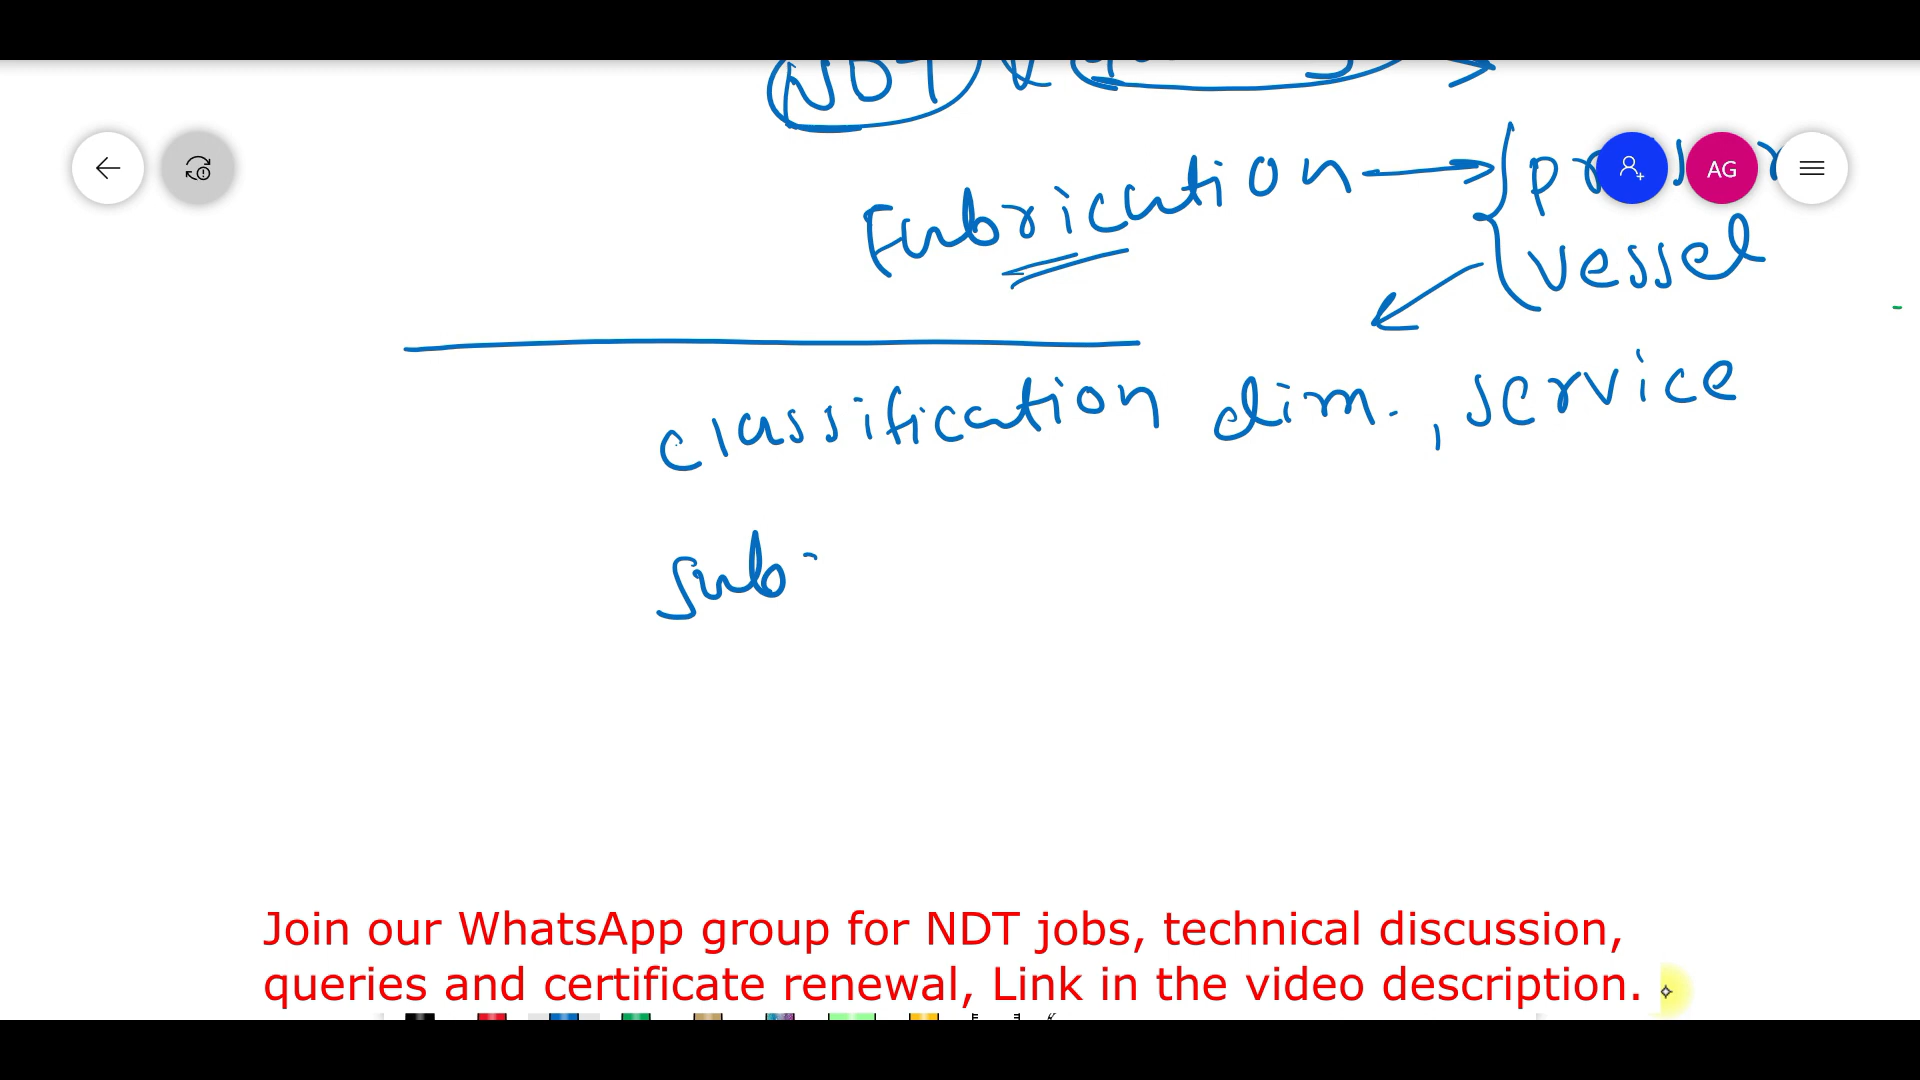 NDT &
Fabrication
vessel
classification dim., service
sub-
AG
Join our WhatsApp group for NDT jobs, technical discussion,
queries and certificate renewal, Link in the video description.